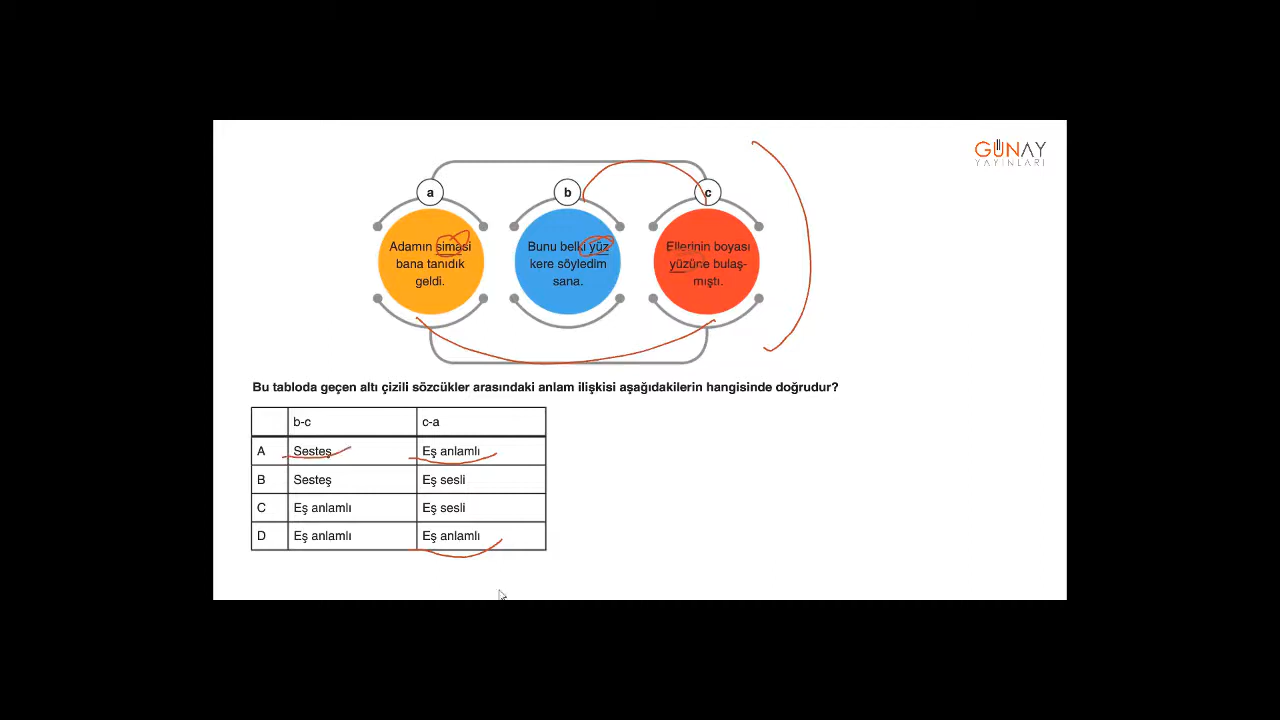 GÜNAY
YAYINLARI
a
b
c
Adamın siması
bana tanıdık
geldi.
Bunu belki yüz
kere söyledim
sana.
Ellerinin boyası
yüzüne bulaş-
mıştı.
Bu tabloda geçen altı çizili sözcükler arasındaki anlam ilişkisi aşağıdakilerin hangisinde doğrudur?
b-c c-a
A Sesteş Eş anlamlı
B Sesteş Eş sesli
C Eş anlamlı Eş sesli
D Eş anlamlı Eş anlamlı